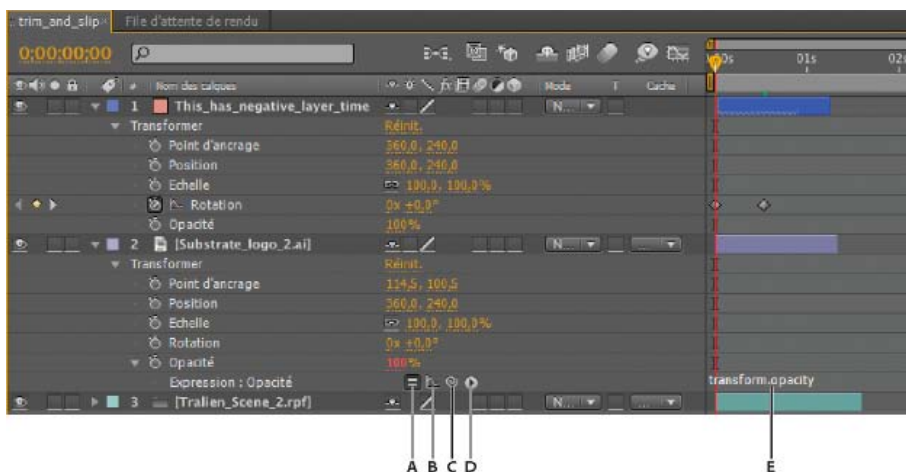 trim_and_slip File d'attente de rendu
0;00;00;00
00s 01s 02s
# Nom des calques Mode T Cache
1 This_has_negative_layer_time N...
Transformer Réinit.
Point d'ancrage 360,0, 240,0
Position 360,0, 240,0
Echelle 100,0, 100,0%
Rotation 0x +0,0°
Opacité 100%
2 [Substrate_logo_2.ai] N... ...
Transformer Réinit.
Point d'ancrage 114,5, 100,5
Position 360,0, 240,0
Echelle 100,0, 100,0%
Rotation 0x +0,0°
Opacité 100%
Expression : Opacité transform.opacity
3 [Tralien_Scene_2.rpf] N... ...
A B C D E